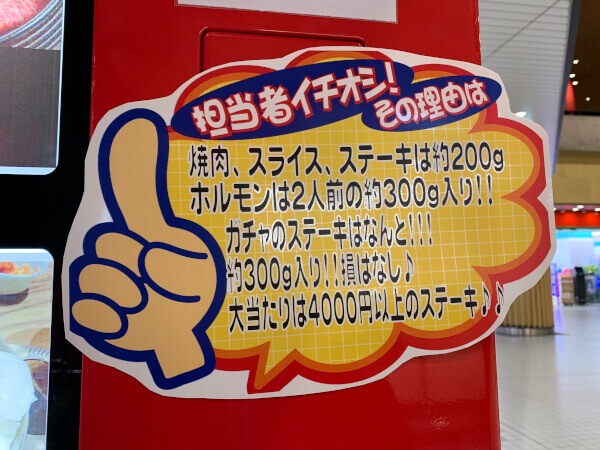 担当者イチオシ!
その理由は
焼肉、スライス、ステーキは約200g
ホルモンは2人前の約300g入り!!
ガチャのステーキはなんと!!!
約300g入り!!損はなし♪
大当たりは4000円以上のステーキ♪♪